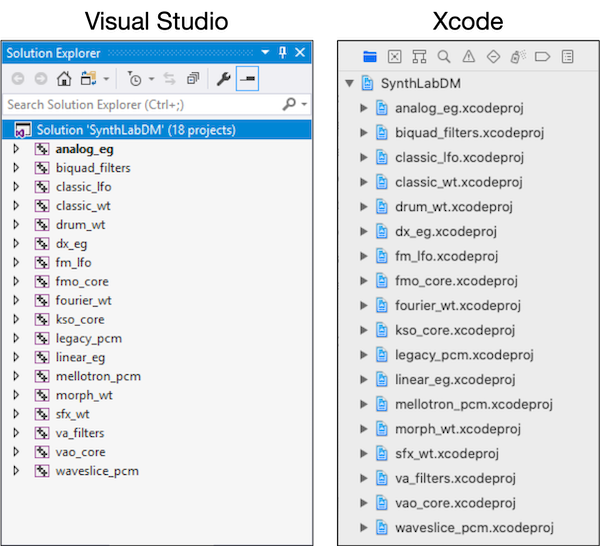 Visual Studio
Solution Explorer
Search Solution Explorer (Ctrl+;)
Solution 'SynthLabDM' (18 projects)
analog_eg
biquad_filters
classic_lfo
classic_wt
drum_wt
dx_eg
fm_lfo
fmo_core
fourier_wt
kso_core
legacy_pcm
linear_eg
mellotron_pcm
morph_wt
sfx_wt
va_filters
vao_core
waveslice_pcm
Xcode
SynthLabDM
analog_eg.xcodeproj
biquad_filters.xcodeproj
classic_lfo.xcodeproj
classic_wt.xcodeproj
drum_wt.xcodeproj
dx_eg.xcodeproj
fm_lfo.xcodeproj
fmo_core.xcodeproj
fourier_wt.xcodeproj
kso_core.xcodeproj
legacy_pcm.xcodeproj
linear_eg.xcodeproj
mellotron_pcm.xcodeproj
morph_wt.xcodeproj
sfx_wt.xcodeproj
va_filters.xcodeproj
vao_core.xcodeproj
waveslice_pcm.xcodeproj